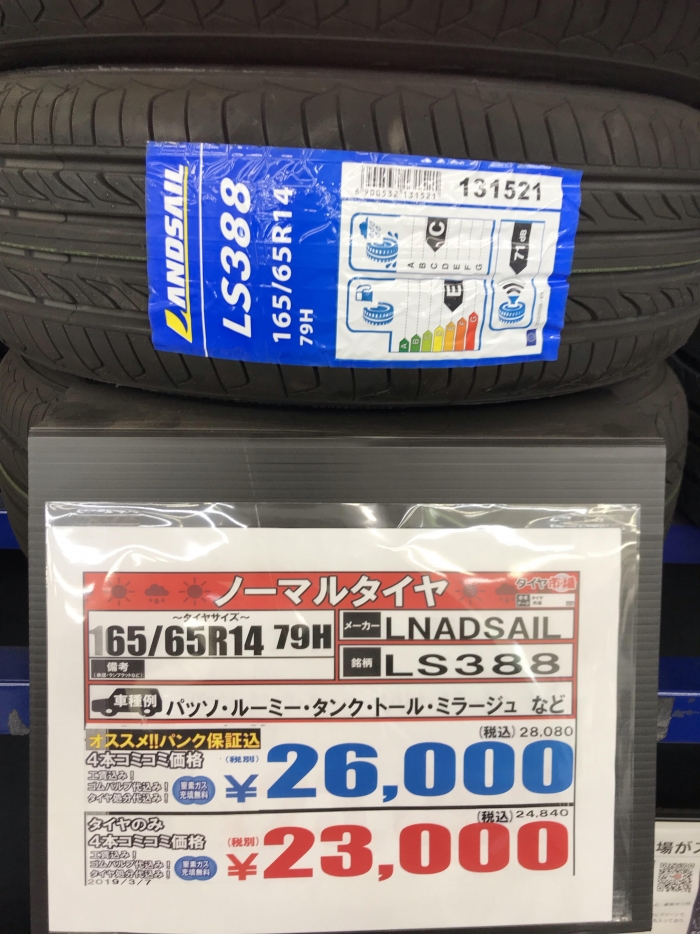 LANDSAIL
LS388
165/65R14
79H
6 900532 131521
131521
C
A B C D E F G
E
A B C D E F G
71 dB
ノーマルタイヤ
タイヤ市場
~タイヤサイズ~
165/65R14 79H
備考
メーカー LNADSAIL
銘柄 LS388
車種例 パッソ・ルーミー・タンク・トール・ミラージュ など
オススメ!!パンク保証込
4本コミコミ価格
工賃込み!
ゴムバルブ代込み!
タイヤ処分代込み!
窒素ガス
充填無料
(税別)
¥26,000
(税込) 28,080
タイヤのみ
4本コミコミ価格
工賃込み!
ゴムバルブ代込み!
タイヤ処分代込み!
2019/3/7
窒素ガス
充填無料
(税別)
¥23,000
(税込) 24,840
場がス